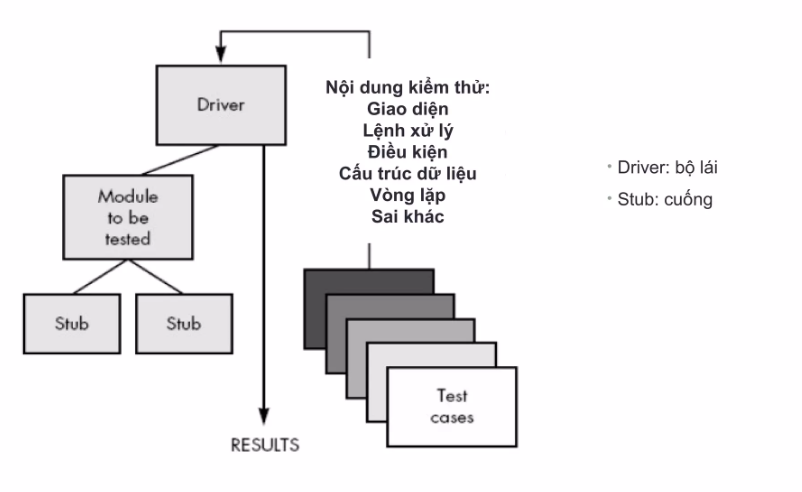 Driver
Nội dung kiểm thử:
Giao diện
Lệnh xử lý
Điều kiện
Cấu trúc dữ liệu
Vòng lặp
Sai khác
Module
to be
tested
Stub
Stub
RESULTS
Test
cases
• Driver: bộ lái
• Stub: cuống